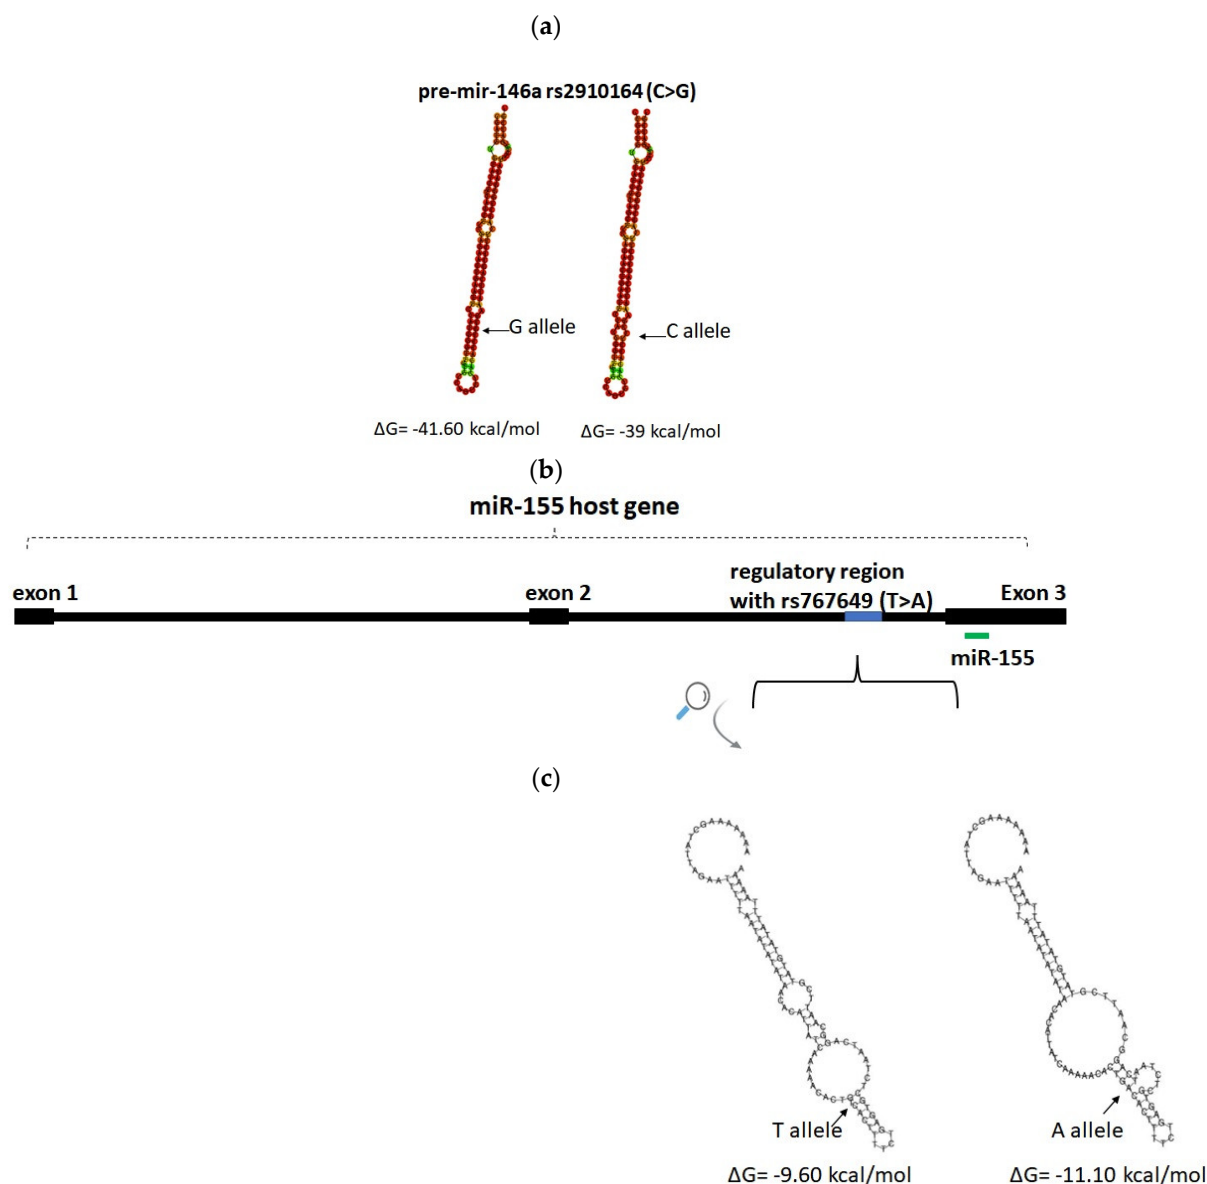 (a)
pre-mir-146a rs2910164 (C>G)
G allele
C allele
ΔG= -41.60 kcal/mol
ΔG= -39 kcal/mol
(b)
miR-155 host gene
exon 1
exon 2
regulatory region
with rs767649 (T>A)
Exon 3
miR-155
(c)
T allele
A allele
ΔG= -9.60 kcal/mol
ΔG= -11.10 kcal/mol